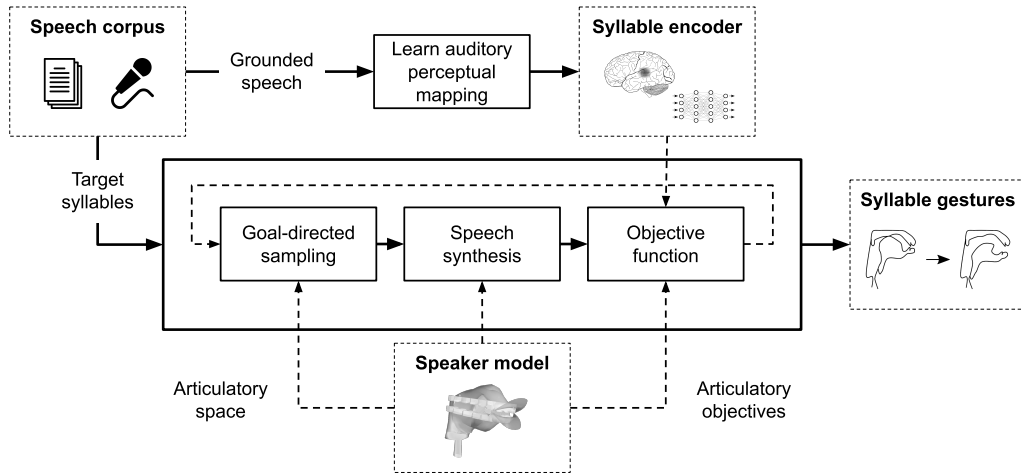 Speech corpus
Grounded
speech
Learn auditory
perceptual
mapping
Syllable encoder
Target
syllables
Goal-directed
sampling
Speech
synthesis
Objective
function
Syllable gestures
Speaker model
Articulatory
space
Articulatory
objectives